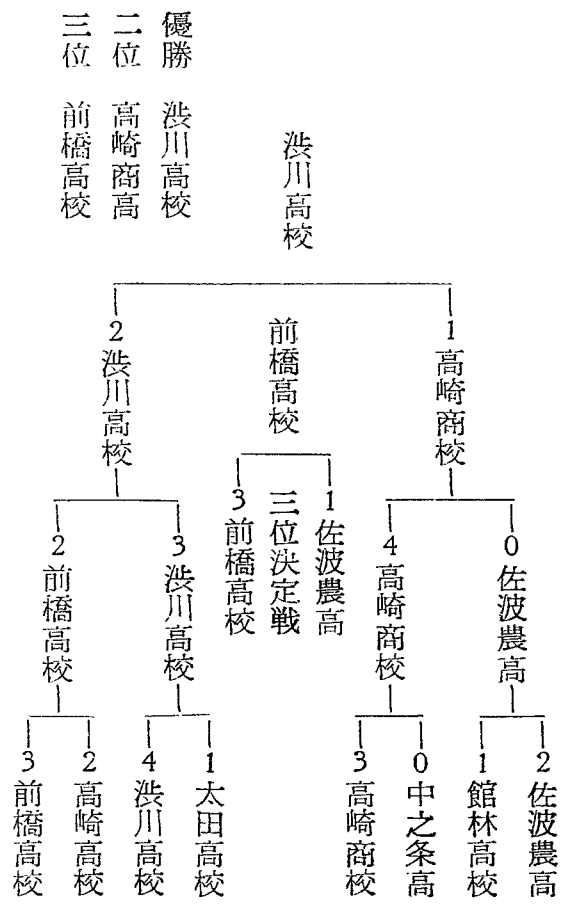 優勝　渋川高校
二位　高崎商高
三位　前橋高校
渋川高校
1 高崎商校
2 渋川高校
前橋高校
1 佐波農高
三位決定戦
3 前橋高校
0 佐波農高
4 高崎商校
3 渋川高校
2 前橋高校
2 佐波農高
1 館林高校
0 中之条高
3 高崎商校
1 太田高校
4 渋川高校
2 高崎高校
3 前橋高校